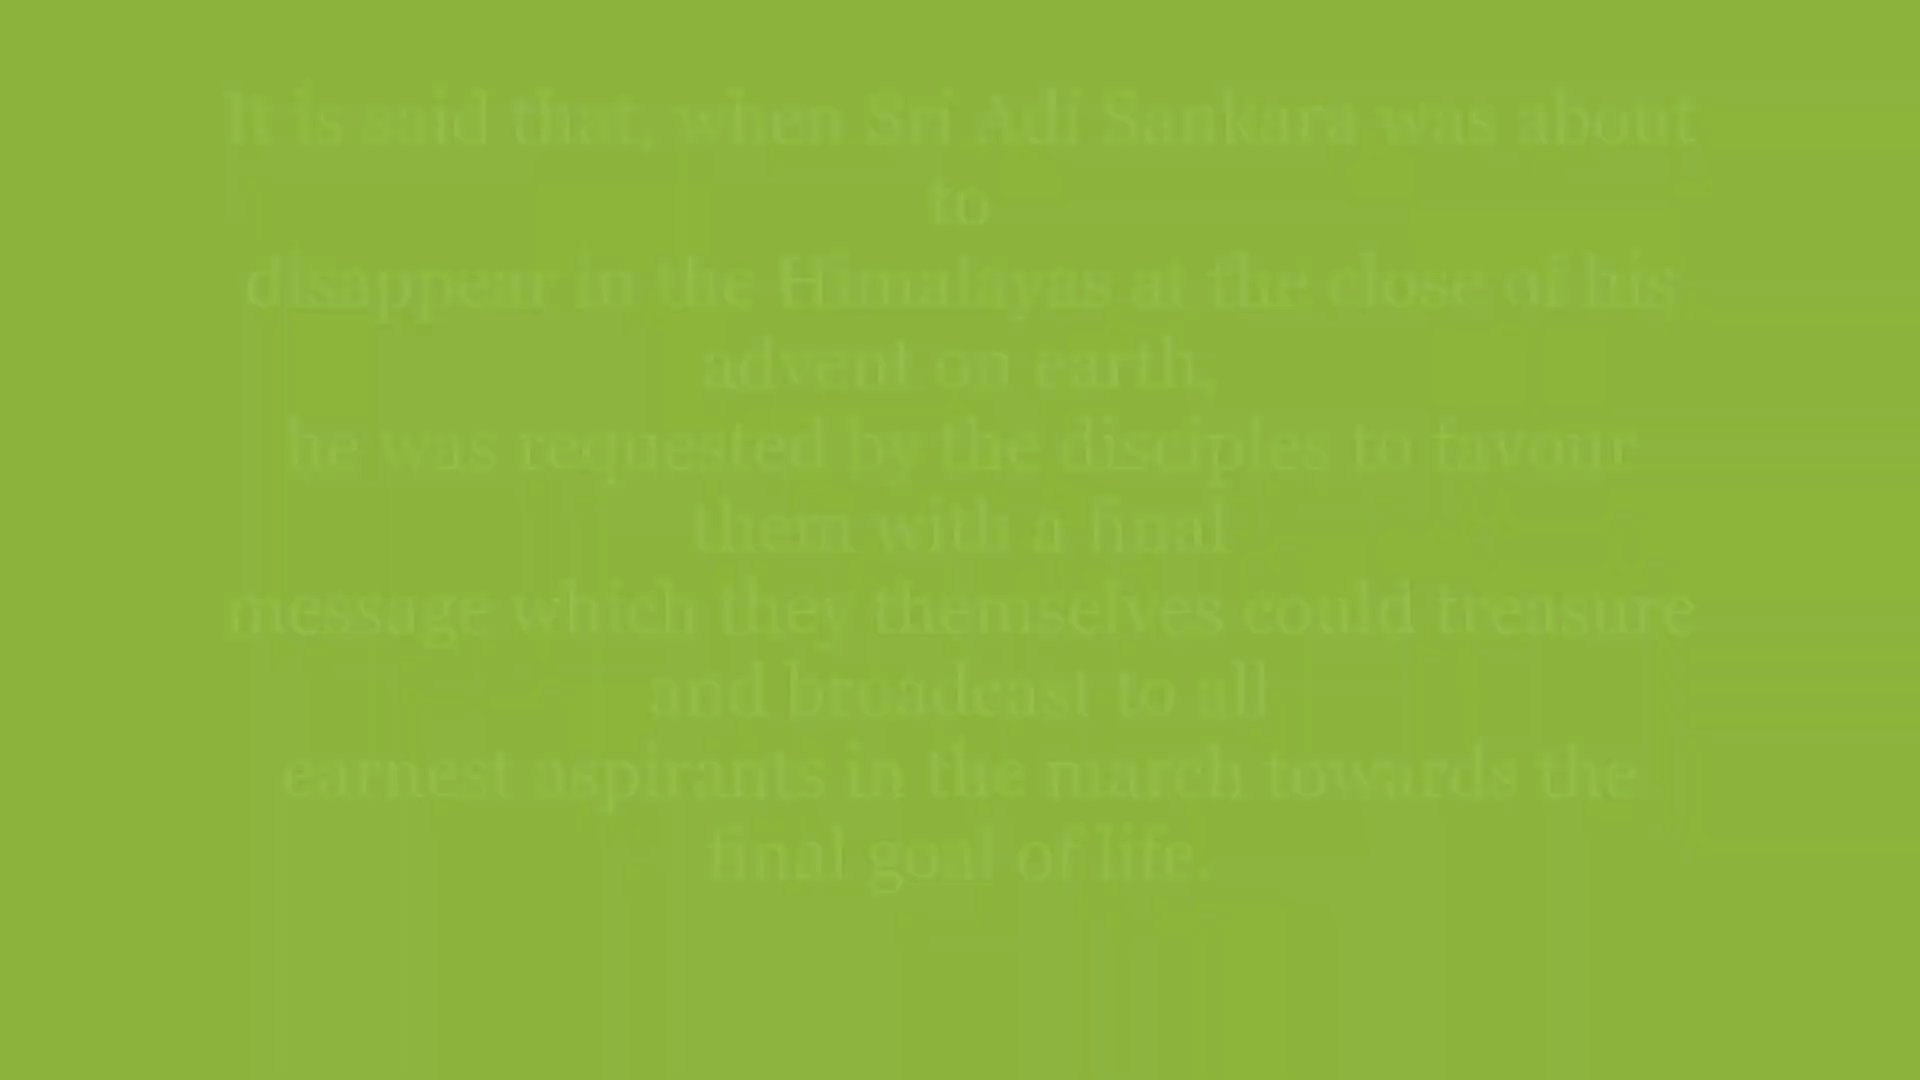 It is said that, when Sri Adi Sankara was about
to
disappear in the Himalayas at the close of his
advent on earth,
he was requested by the disciples to favour
them with a final
message which they themselves could treasure
and broadcast to all
earnest aspirants in the march towards the
final goal of life.